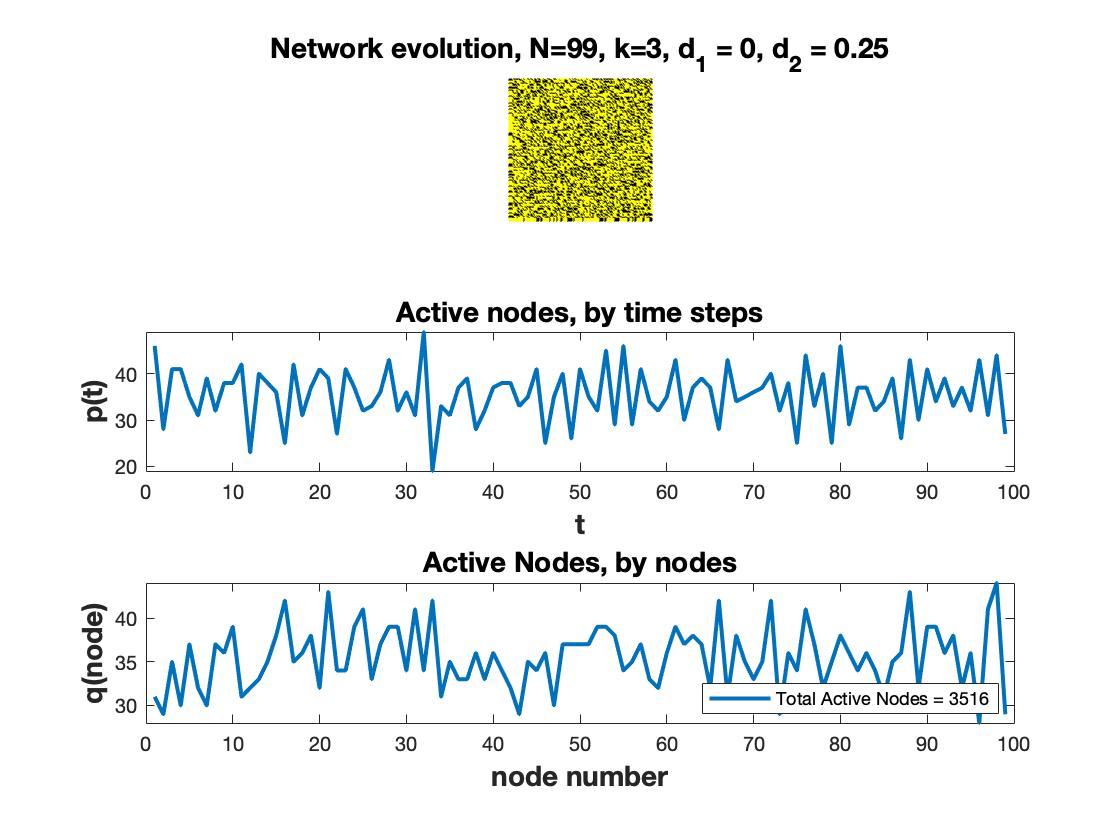 Network evolution, N=99, k=3, d1 = 0, d2 = 0.25
Active nodes, by time steps
p(t)
40
30
20
0 10 20 30 40 50 60 70 80 90 100
t
Active Nodes, by nodes
q(node)
40
35
30
Total Active Nodes = 3516
0 10 20 30 40 50 60 70 80 90 100
node number